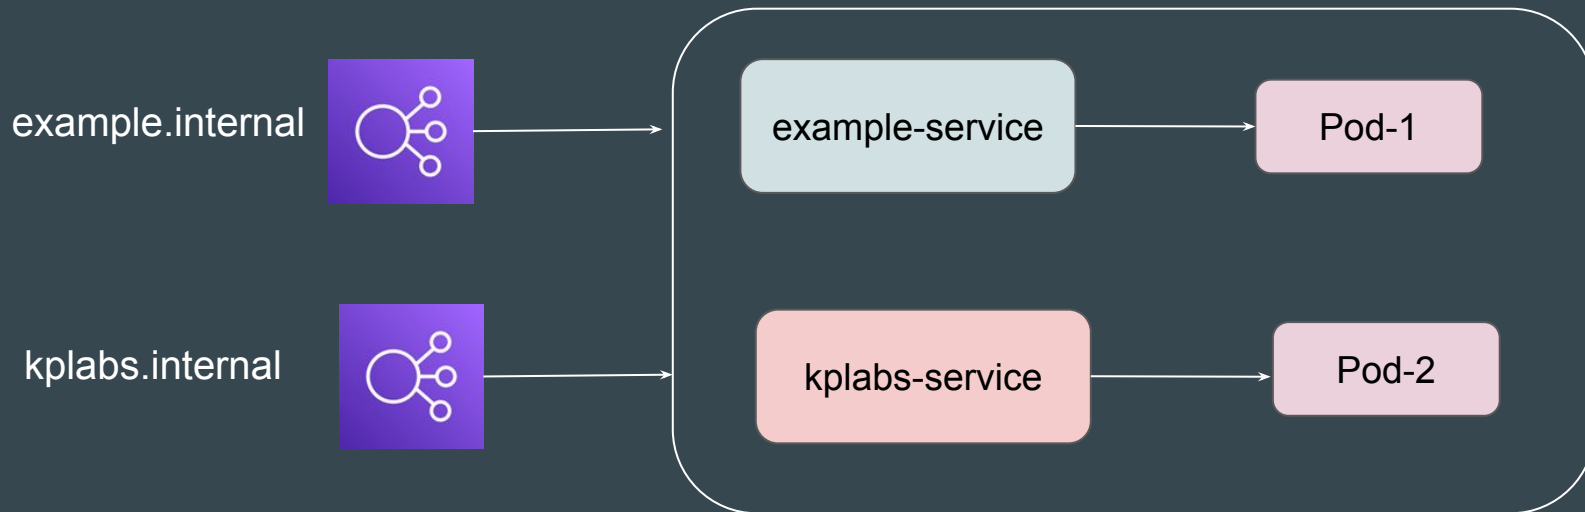 example.internal
example-service
Pod-1
kplabs.internal
kplabs-service
Pod-2